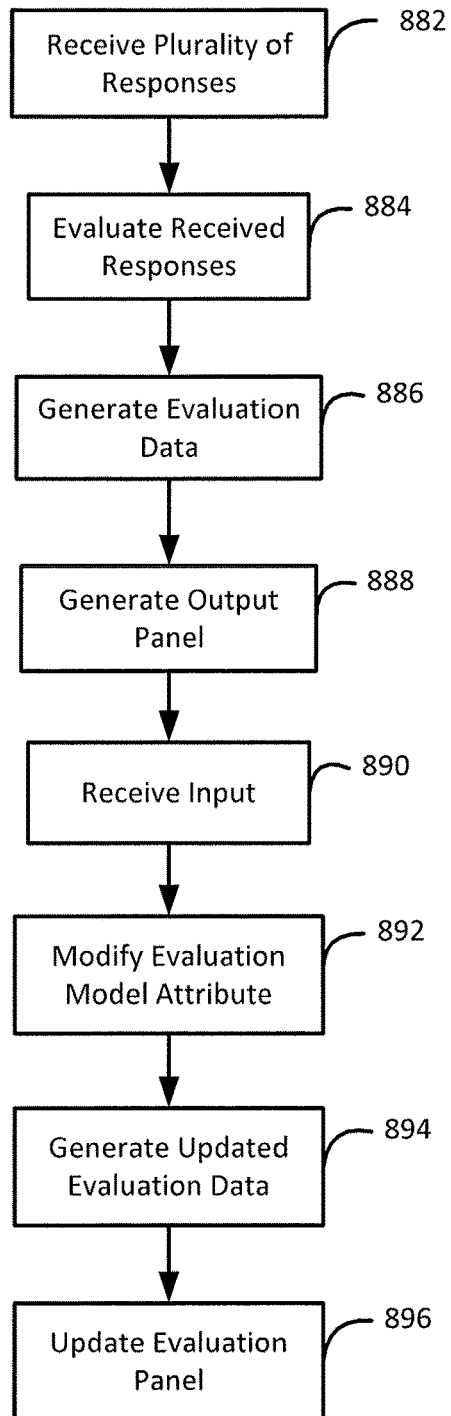 Receive Plurality of
Responses
882
Evaluate Received
Responses
884
Generate Evaluation
Data
886
Generate Output
Panel
888
Receive Input
890
Modify Evaluation
Model Attribute
892
Generate Updated
Evaluation Data
894
Update Evaluation
Panel
896